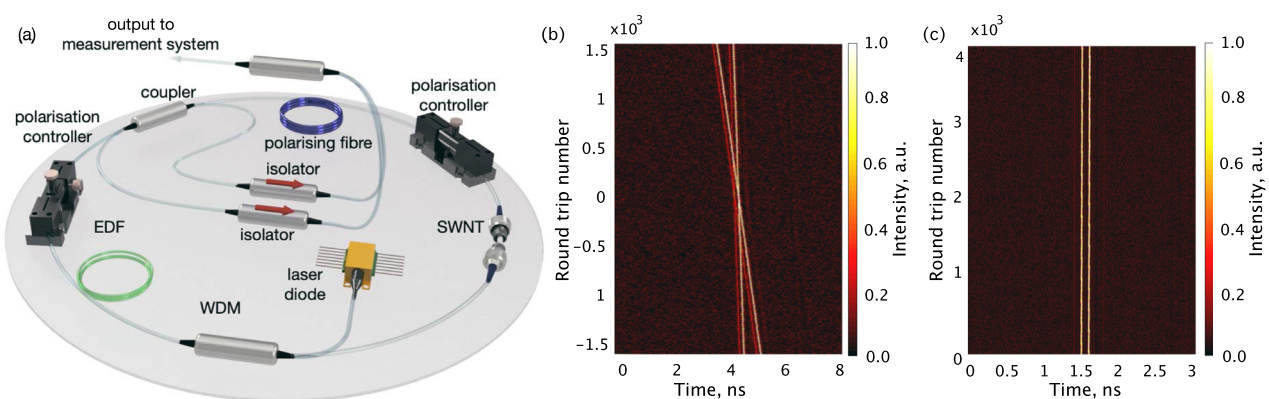 (a)
output to
measurement system
coupler
polarisation
controller
polarisation
controller
polarising fibre
isolator
isolator
EDF
SWNT
laser
diode
WDM
(b)
x10³
1.5
1
0.5
0
−0.5
1
−1.5
Round trip number
0 2 4 6 8
Time, ns
1.0
0.8
0.6
0.4
0.2
0.0
Intensity, a.u.
(c)
x10³
4
3
2
1
0
Round trip number
0 0.5 1 1.5 2 2.5 3
Time, ns
1.0
0.8
0.6
0.4
0.2
0.0
Intensity, a.u.